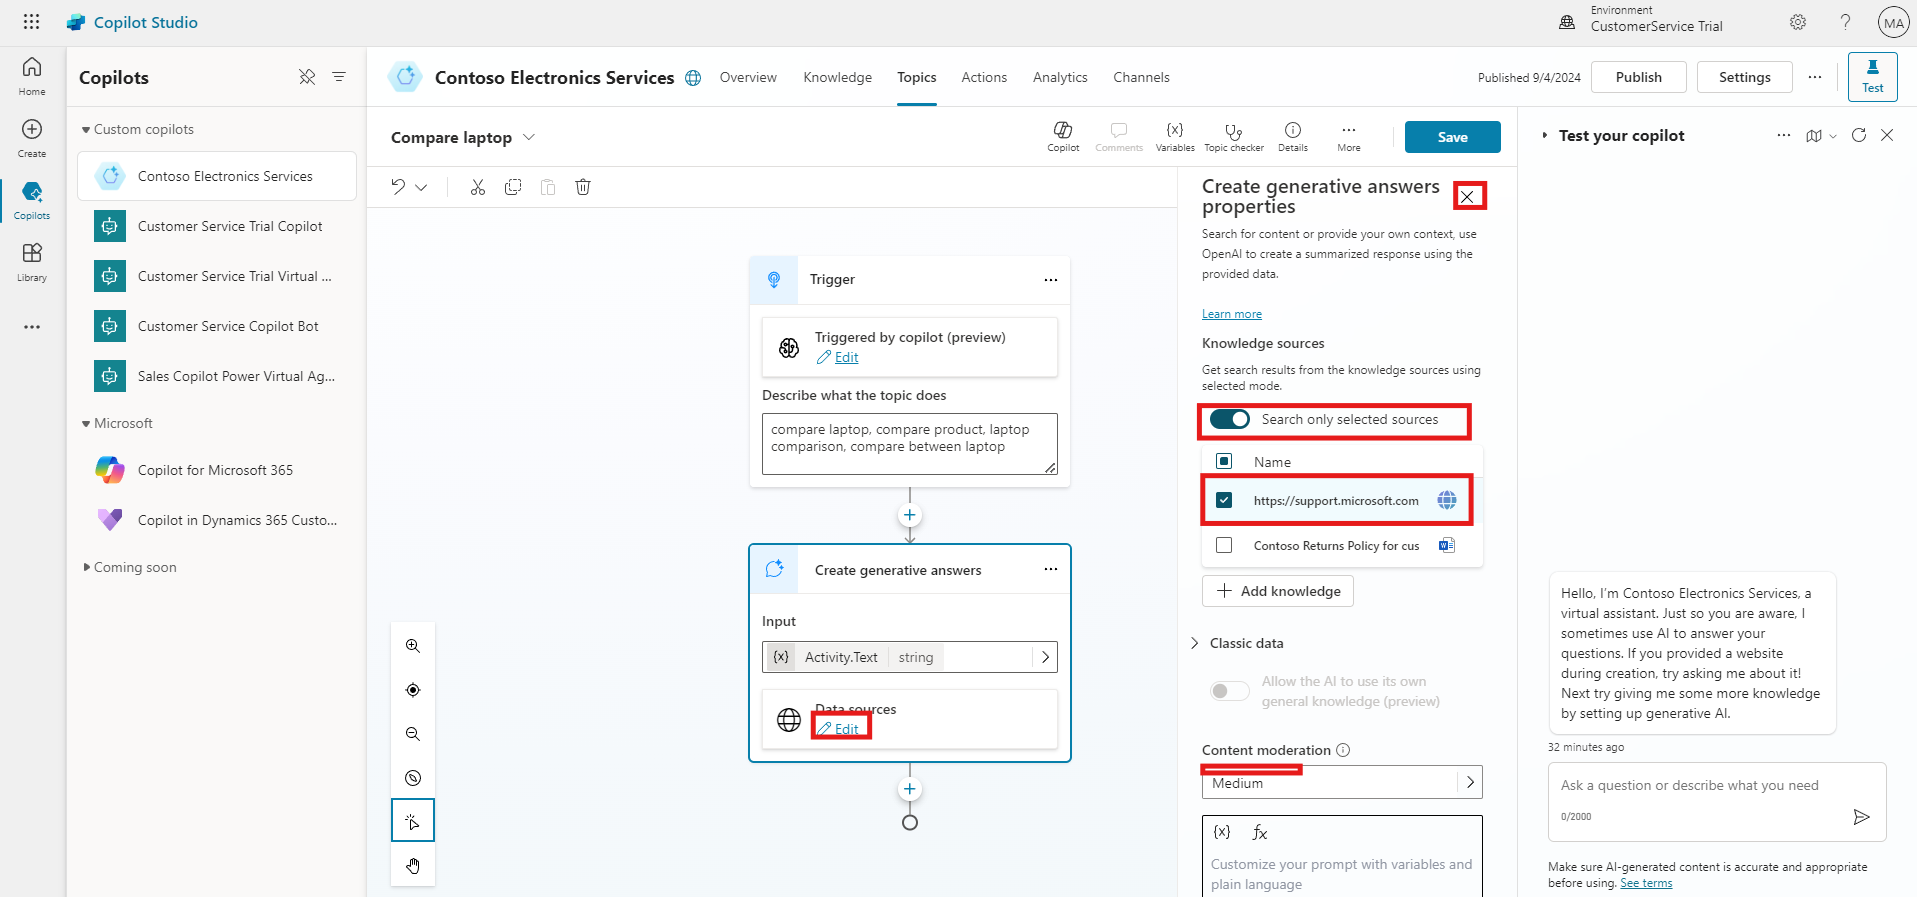 Copilot Studio
Environment
CustomerService Trial
MA
Home
Create
Copilots
Library
Copilots
Custom copilots
Contoso Electronics Services
Customer Service Trial Copilot
Customer Service Trial Virtual ...
Customer Service Copilot Bot
Sales Copilot Power Virtual Ag...
Microsoft
Copilot for Microsoft 365
Copilot in Dynamics 365 Custo...
Coming soon
Contoso Electronics Services
Overview
Knowledge
Topics
Actions
Analytics
Channels
Published 9/4/2024
Publish
Settings
Test
Compare laptop
Copilot
Comments
{x}
Variables
Topic checker
Details
More
Save
Trigger
Triggered by copilot (preview)
Edit
Describe what the topic does
compare laptop, compare product, laptop
comparison, compare between laptop
Create generative answers
Input
{x} Activity.Text string
Data sources
Edit
Create generative answers
properties
Search for content or provide your own context, use
OpenAI to create a summarized response using the
provided data.
Learn more
Knowledge sources
Get search results from the knowledge sources using
selected mode.
Search only selected sources
Name
https://support.microsoft.com
Contoso Returns Policy for cus
Add knowledge
Classic data
Allow the AI to use its own
general knowledge (preview)
Content moderation
Medium
{x} fx
Customize your prompt with variables and
plain language
Test your copilot
Hello, I'm Contoso Electronics Services, a
virtual assistant. Just so you are aware, I
sometimes use AI to answer your
questions. If you provided a website
during creation, try asking me about it!
Next try giving me some more knowledge
by setting up generative AI.
32 minutes ago
Ask a question or describe what you need
0/2000
Make sure AI-generated content is accurate and appropriate
before using. See terms